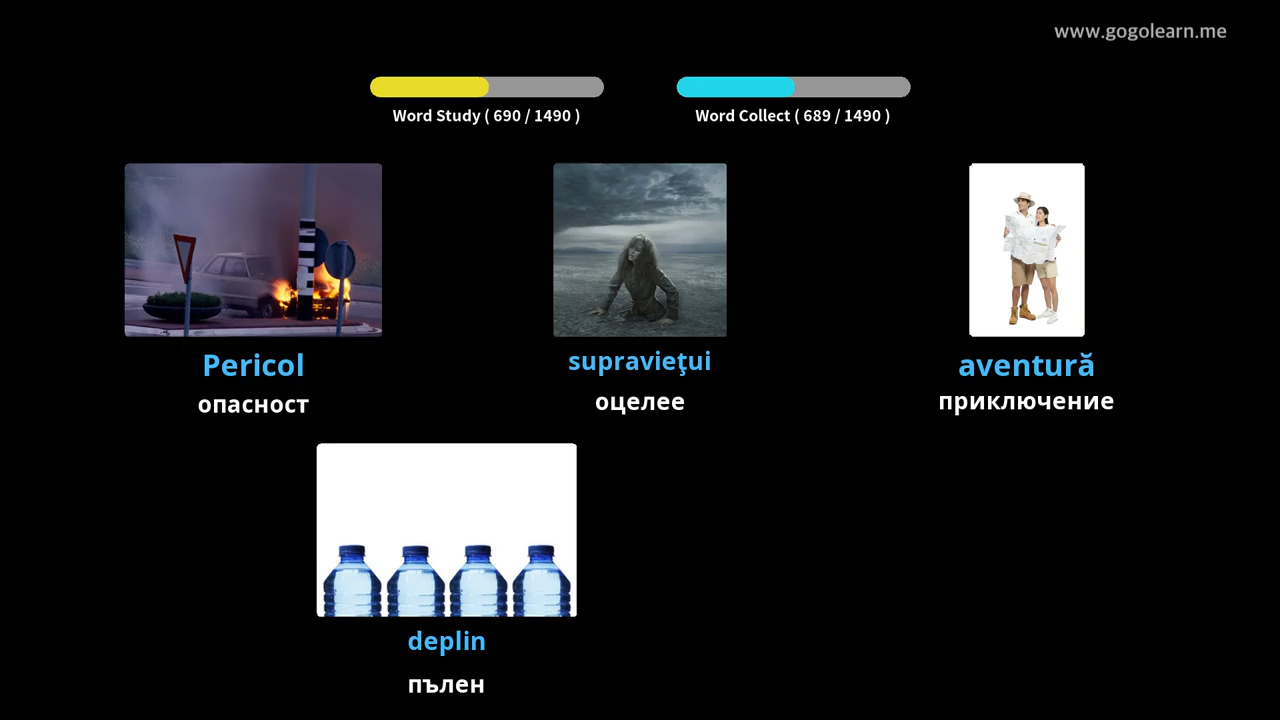 www.gogolearn.me
Word Study ( 690 / 1490 )
Word Collect ( 689 / 1490 )
Pericol
опасност
supravieţui
оцелее
aventură
приключение
deplin
пълен